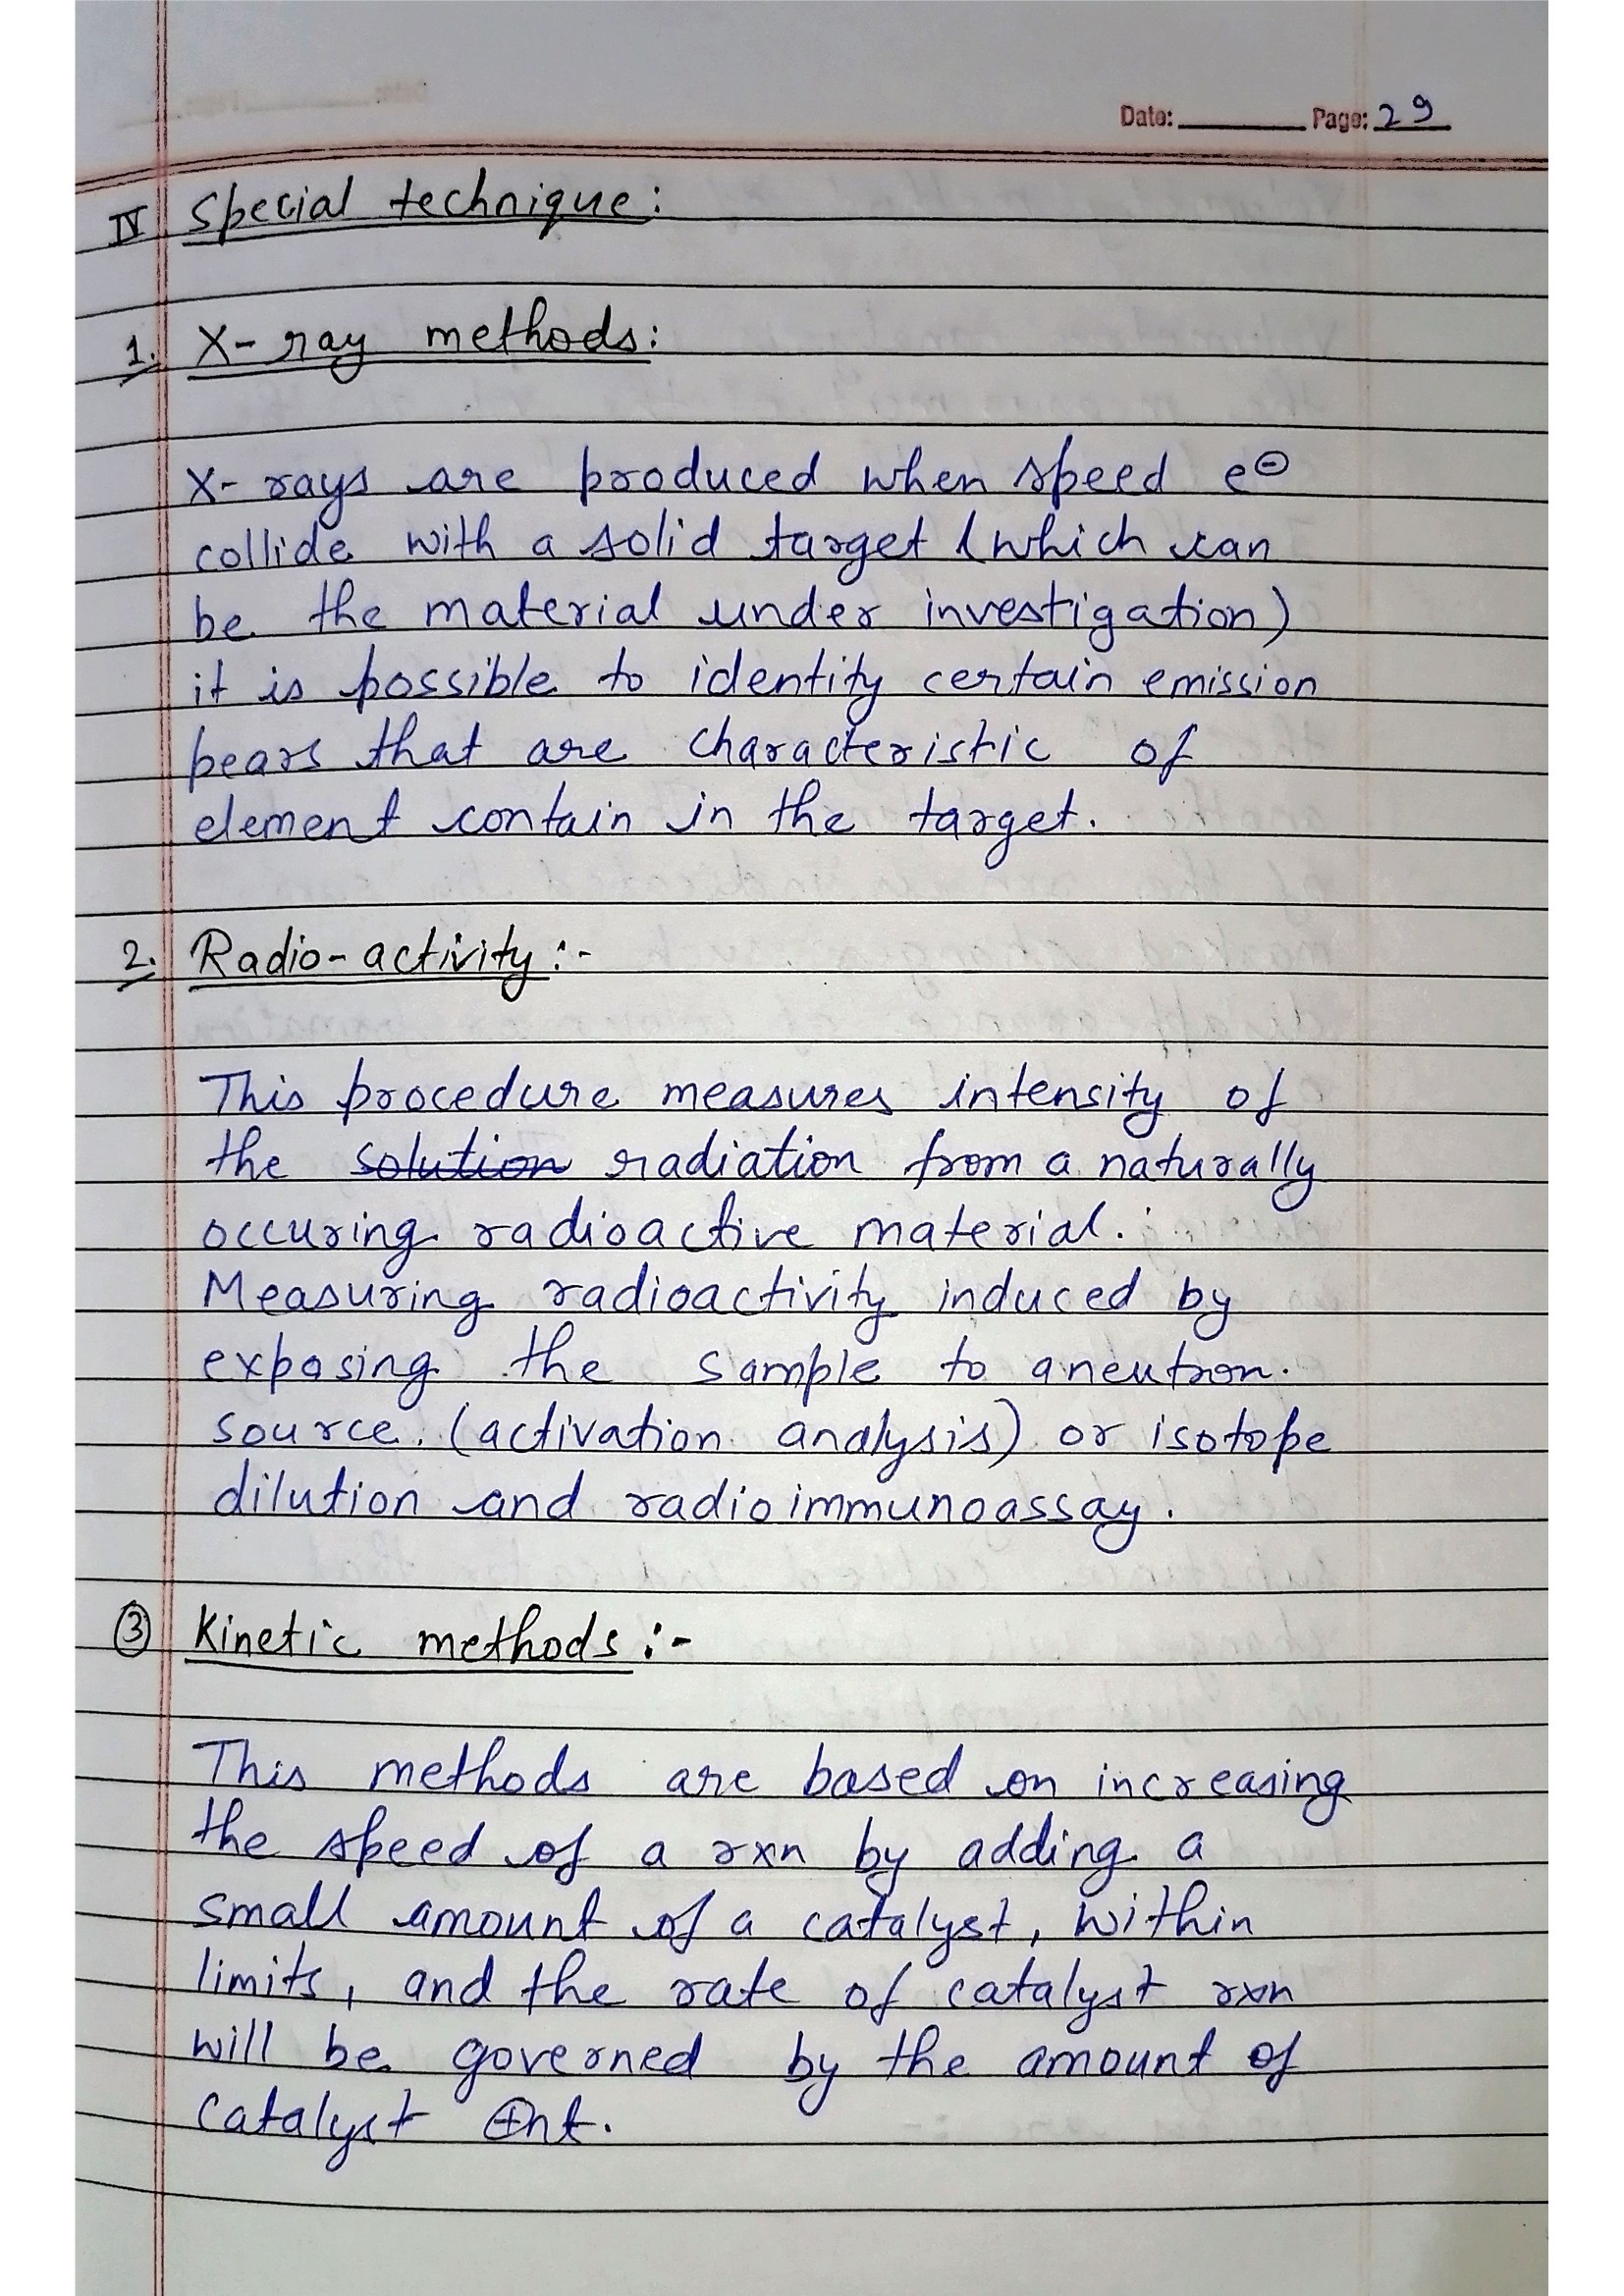 Date: Page: 29
IV Special technique:
1. X-ray methods:
X-rays are produced when speed e⊖
collide with a solid target (which can
be the material under investigation)
it is possible to identity certain emission
pears that are characteristic of
element contain in the target.
2. Radio-activity:-
This procedure measures intensity of
the solution radiation from a naturally
occuring radioactive material.
Measuring radioactivity induced by
exposing the sample to a neutron.
source. (activation analysis) or isotope
dilution and radioimmunoassay.
③ Kinetic methods:-
This methods are based on increasing
the speed of a rxn by adding a
small amount of a catalyst, within
limits, and the rate of catalyst rxn
will be governed by the amount of
catalyst ⊕nt.